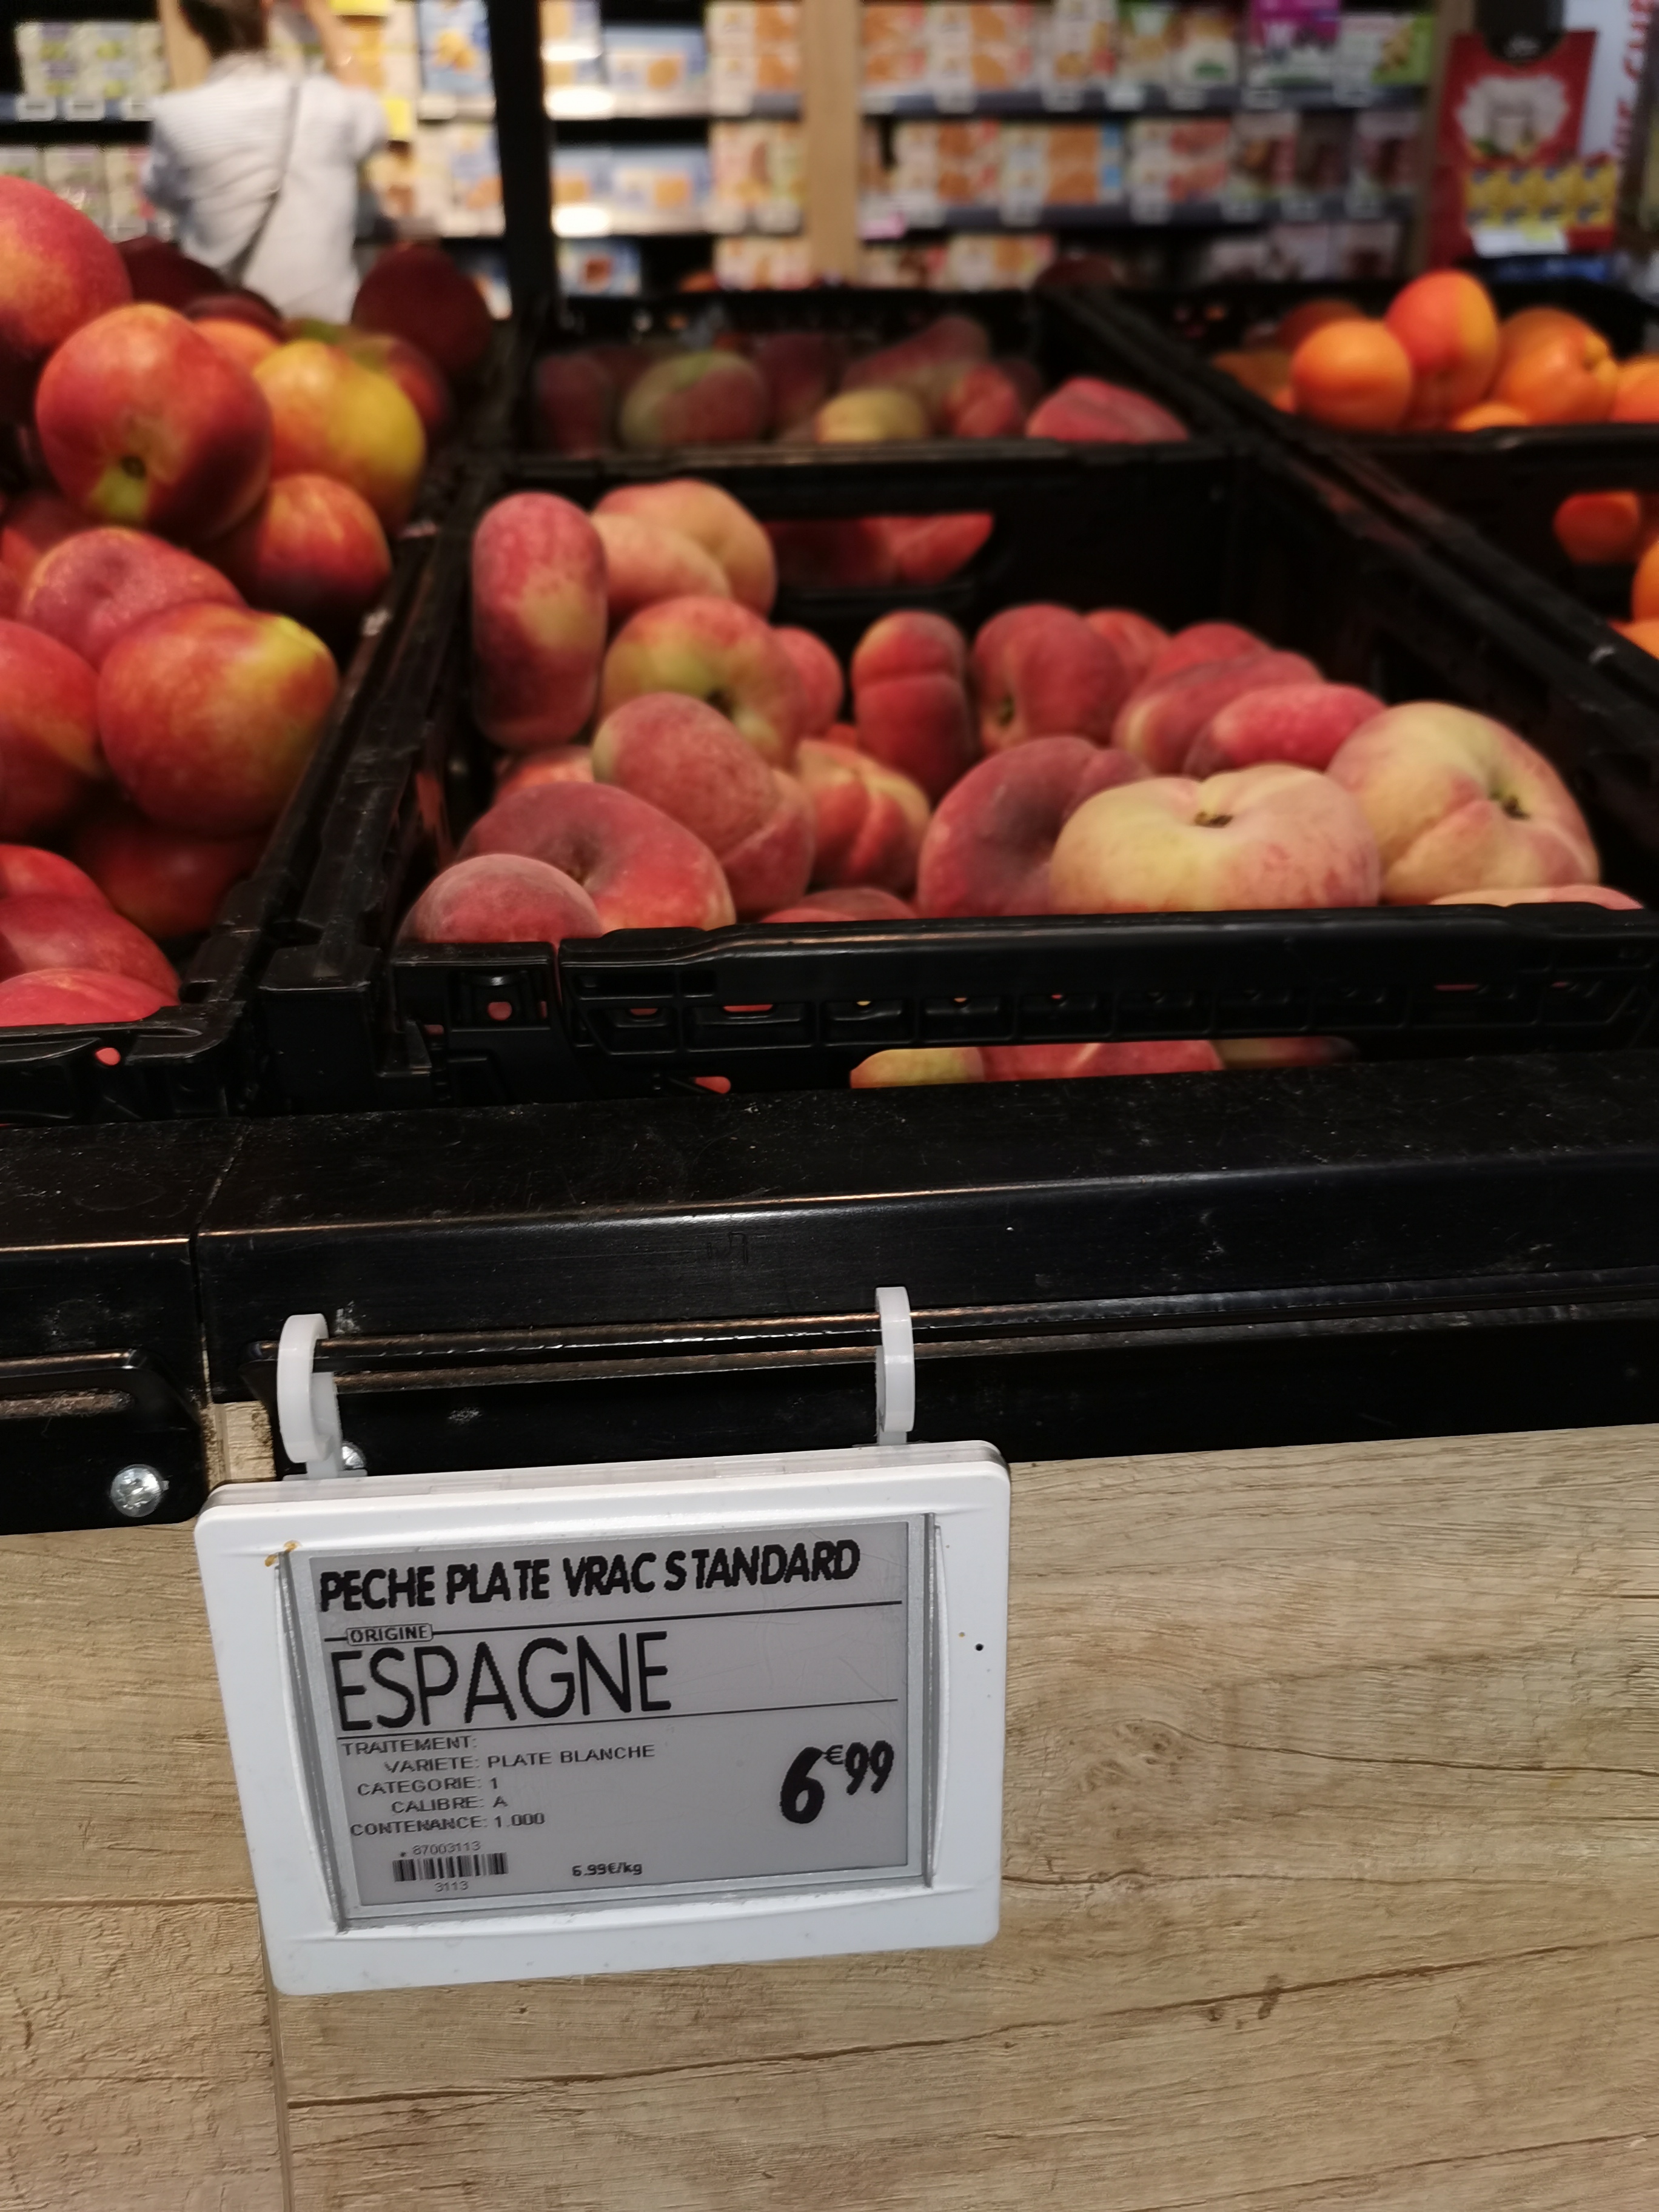 PECHE PLATE VRAC STANDARD
ORIGINE
ESPAGNE
TRAITEMENT:
VARIETE: PLATE BLANCHE
CATEGORIE: 1
CALIBRE: A
CONTENANCE: 1.000
6€99
87003113
3113
6.99€/kg